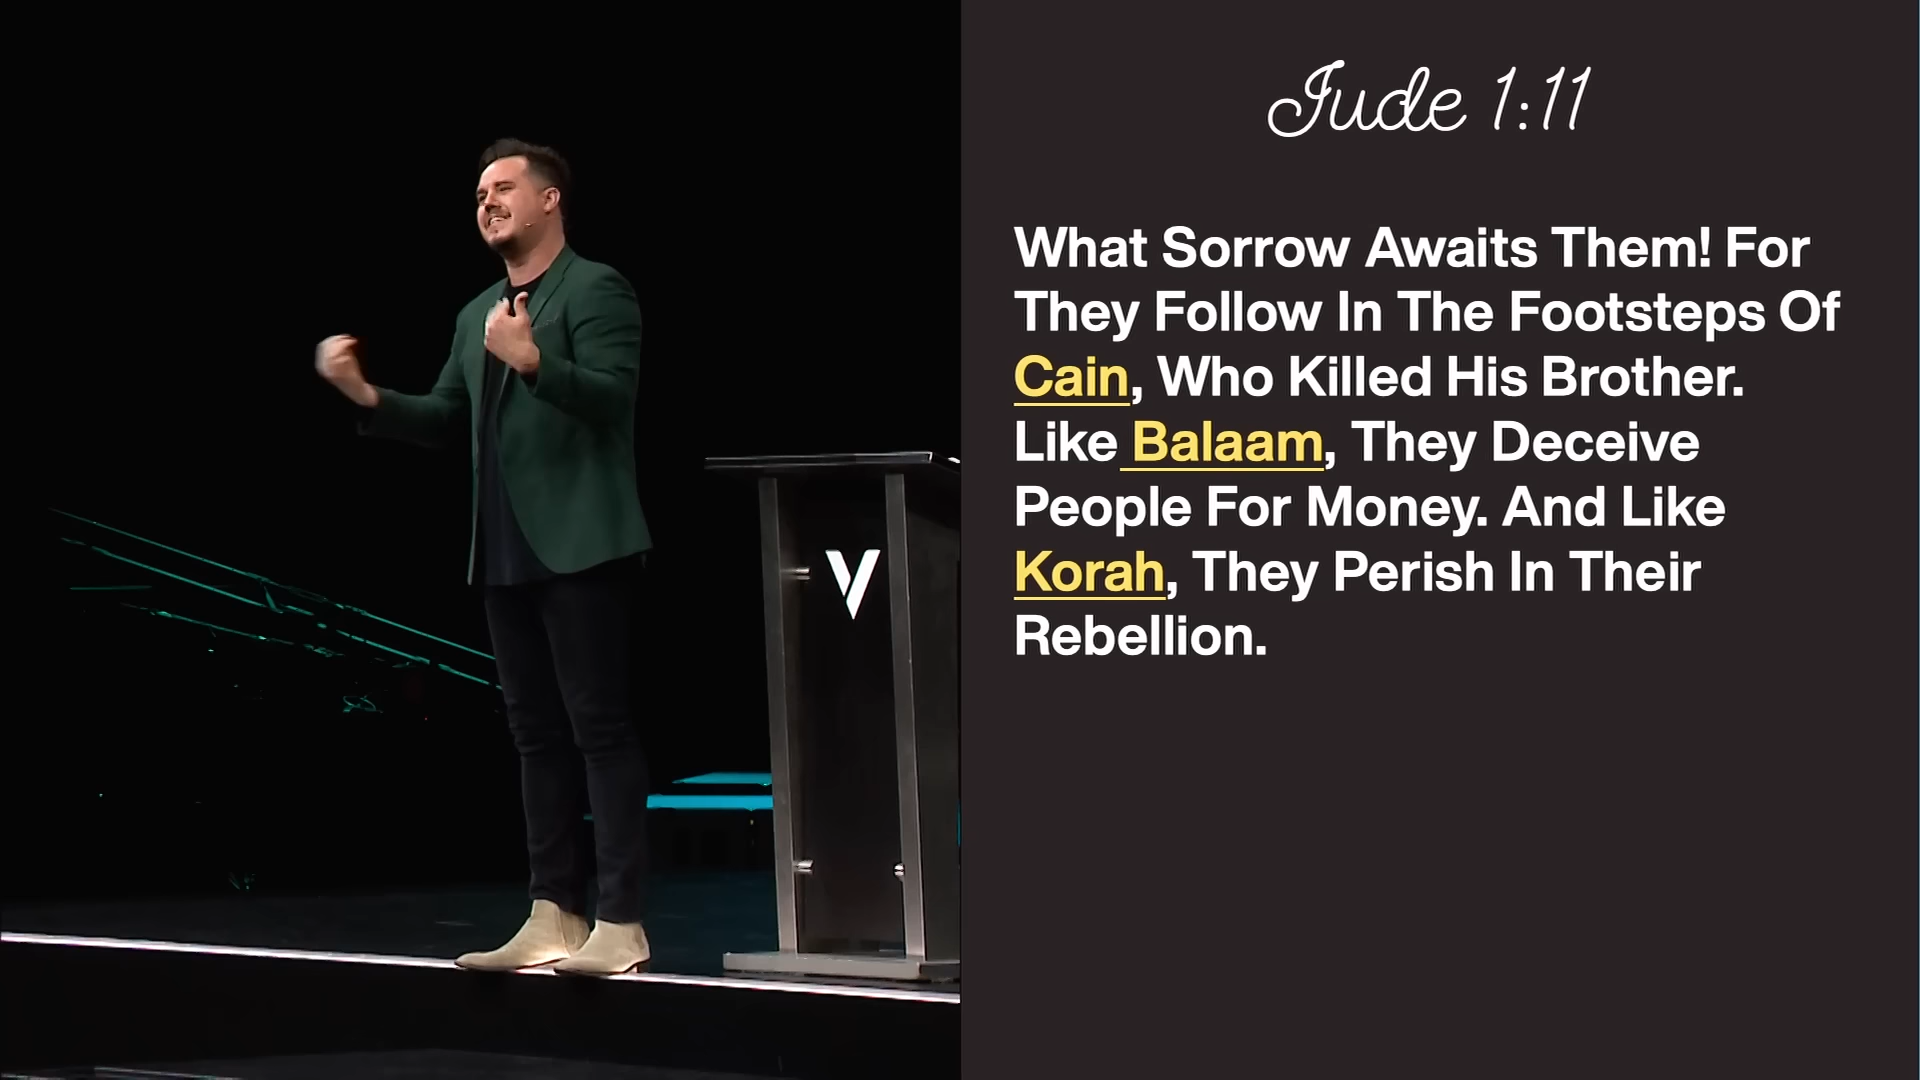 Jude 1:11
What Sorrow Awaits Them! For
They Follow In The Footsteps Of
Cain, Who Killed His Brother.
Like Balaam, They Deceive
People For Money. And Like
Korah, They Perish In Their
Rebellion.
V